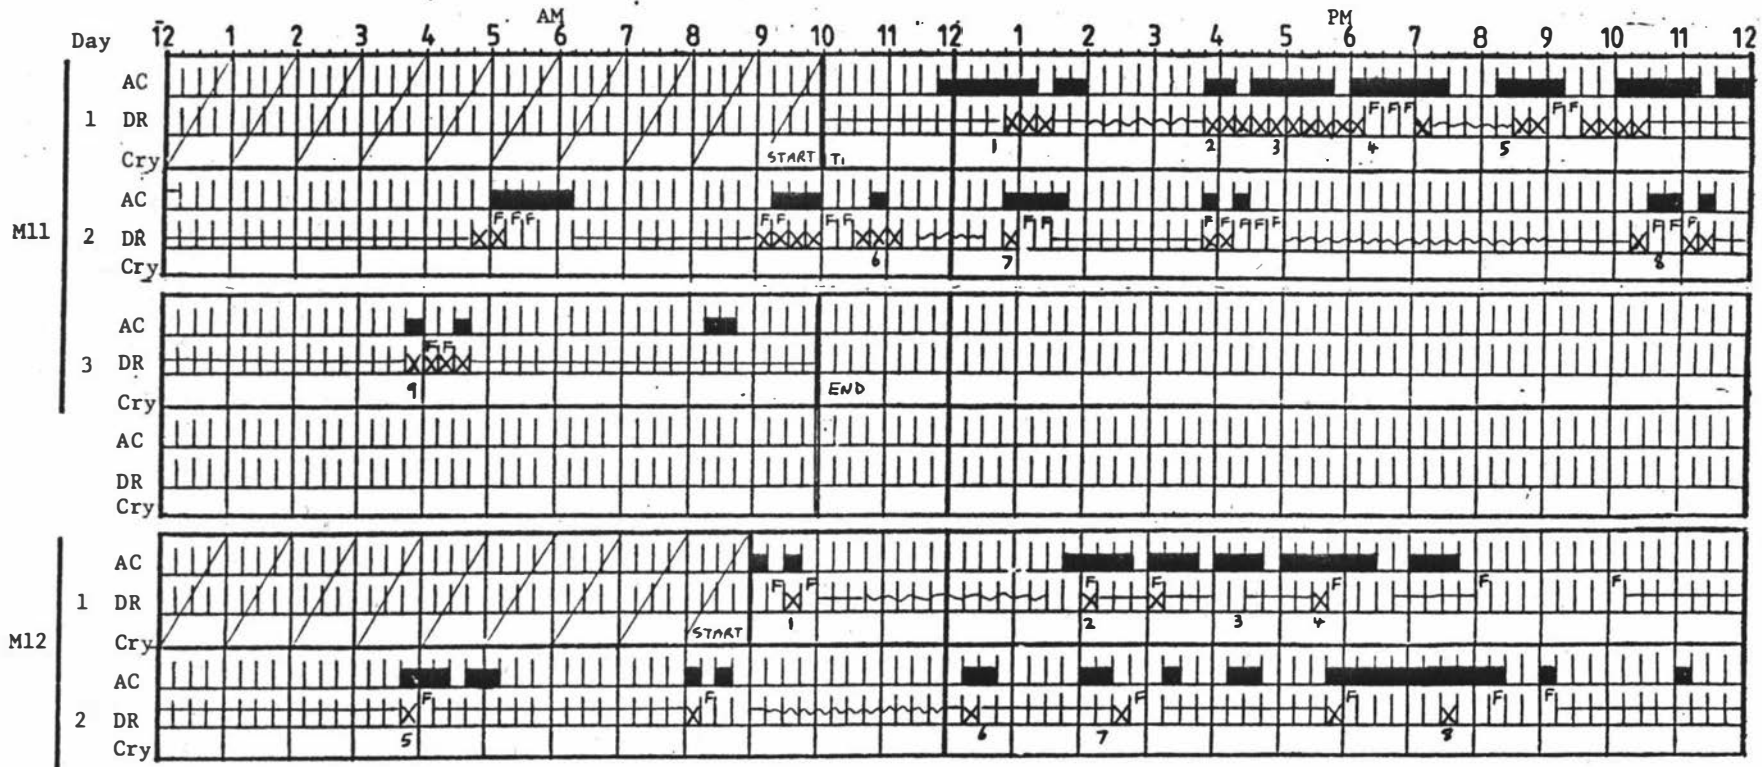 AM PM
Day 12 1 2 3 4 5 6 7 8 9 10 11 12 1 2 3 4 5 6 7 8 9 10 11 12
AC
1 DR F F F F F
Cry START T1 1 2 3 4 5
AC
M11 2 DR F F F F F F F F F F F F F F F F F
Cry 6 7 8
AC
3 DR F F
Cry 9 END
AC
DR
Cry
AC
1 DR F F F F F F F
M12 Cry START 1 2 3 4
AC
2 DR F F F F F F
Cry 5 6 7 8